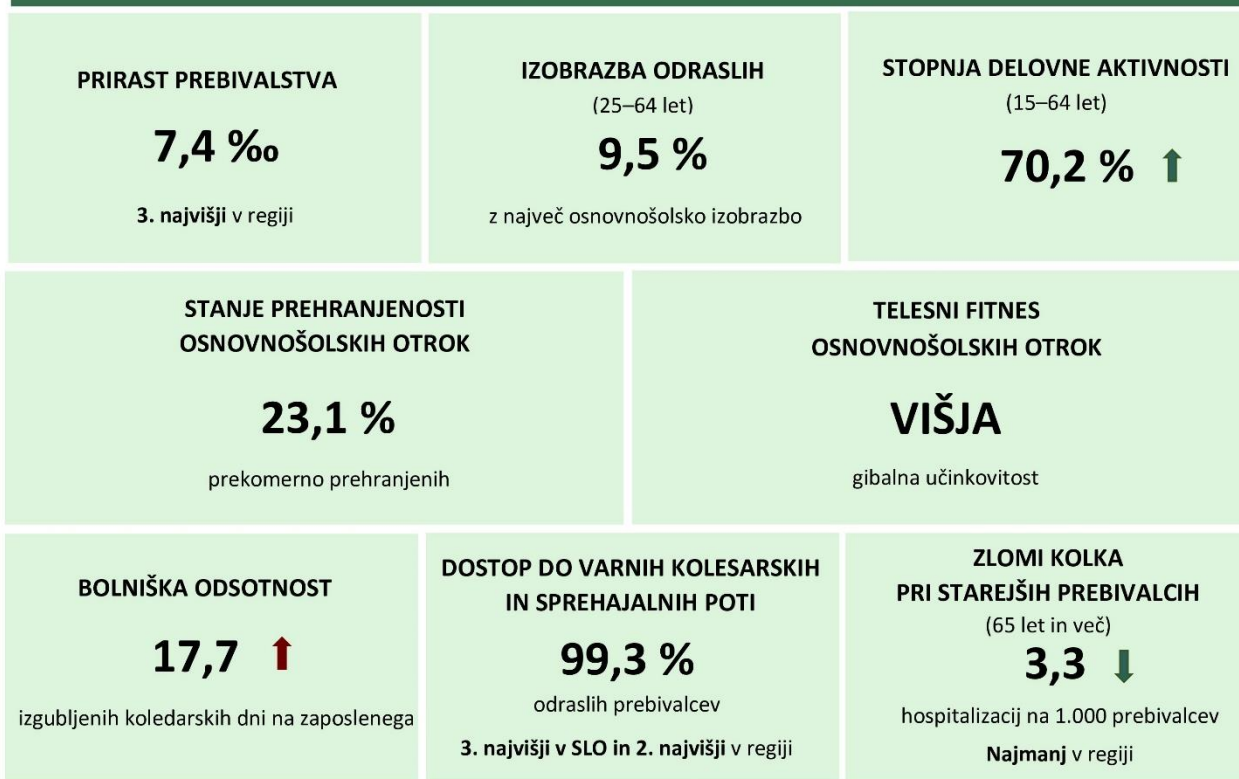 PRIRAST PREBIVALSTVA
7,4 ‰
3. najvišji v regiji
IZOBRAZBA ODRASLIH
(25–64 let)
9,5 %
z največ osnovnošolsko izobrazbo
STOPNJA DELOVNE AKTIVNOSTI
(15–64 let)
70,2 %
STANJE PREHRANJENOSTI
OSNOVNOŠOLSKIH OTROK
23,1 %
prekomerno prehranjenih
TELESNI FITNES
OSNOVNOŠOLSKIH OTROK
VIŠJA
gibalna učinkovitost
BOLNIŠKA ODSOTNOST
17,7
izgubljenih koledarskih dni na zaposlenega
DOSTOP DO VARNIH KOLESARSKIH
IN SPREHAJALNIH POTI
99,3 %
odraslih prebivalcev
3. najvišji v SLO in 2. najvišji v regiji
ZLOMI KOLKA
PRI STAREJŠIH PREBIVALCIH
(65 let in več)
3,3
hospitalizacij na 1.000 prebivalcev
Najmanj v regiji